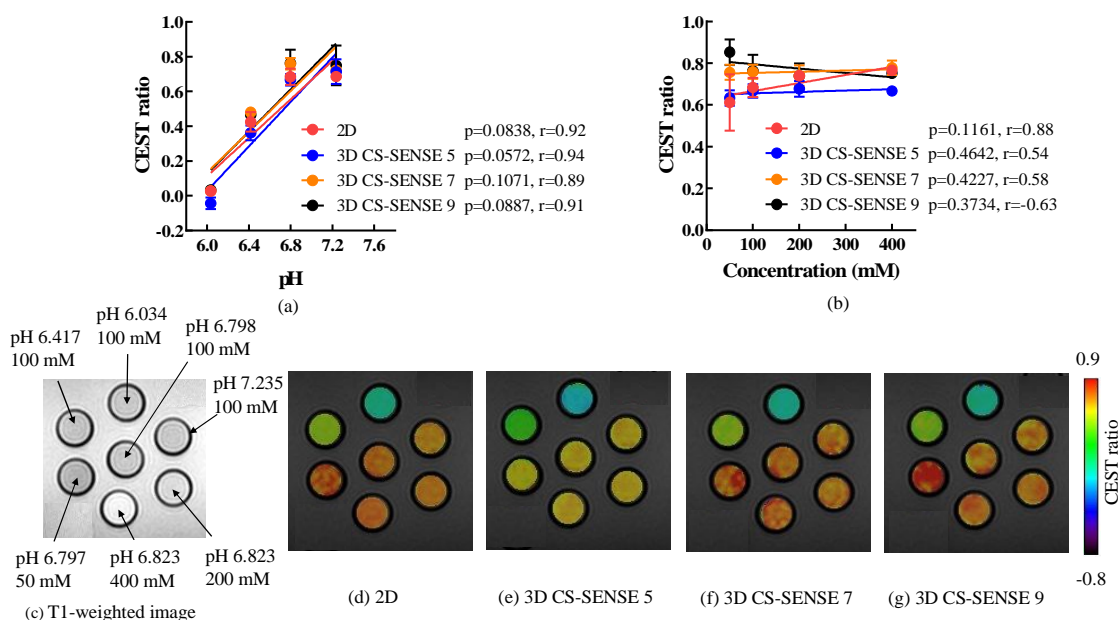 1.0
0.8
0.6
0.4
0.2
0.0
-0.2
CEST ratio
6.0 6.4 6.8 7.2 7.6
pH
2D p=0.0838, r=0.92
3D CS-SENSE 5 p=0.0572, r=0.94
3D CS-SENSE 7 p=0.1071, r=0.89
3D CS-SENSE 9 p=0.0887, r=0.91
(a)
1.0
0.8
0.6
0.4
0.2
0.0
CEST ratio
0 100 200 300 400
Concentration (mM)
2D p=0.1161, r=0.88
3D CS-SENSE 5 p=0.4642, r=0.54
3D CS-SENSE 7 p=0.4227, r=0.58
3D CS-SENSE 9 p=0.3734, r=-0.63
(b)
pH 6.417
100 mM
pH 6.034
100 mM
pH 6.798
100 mM
pH 7.235
100 mM
pH 6.797
50 mM
pH 6.823
400 mM
pH 6.823
200 mM
(c) T1-weighted image
(d) 2D
(e) 3D CS-SENSE 5
(f) 3D CS-SENSE 7
(g) 3D CS-SENSE 9
0.9
CEST ratio
-0.8